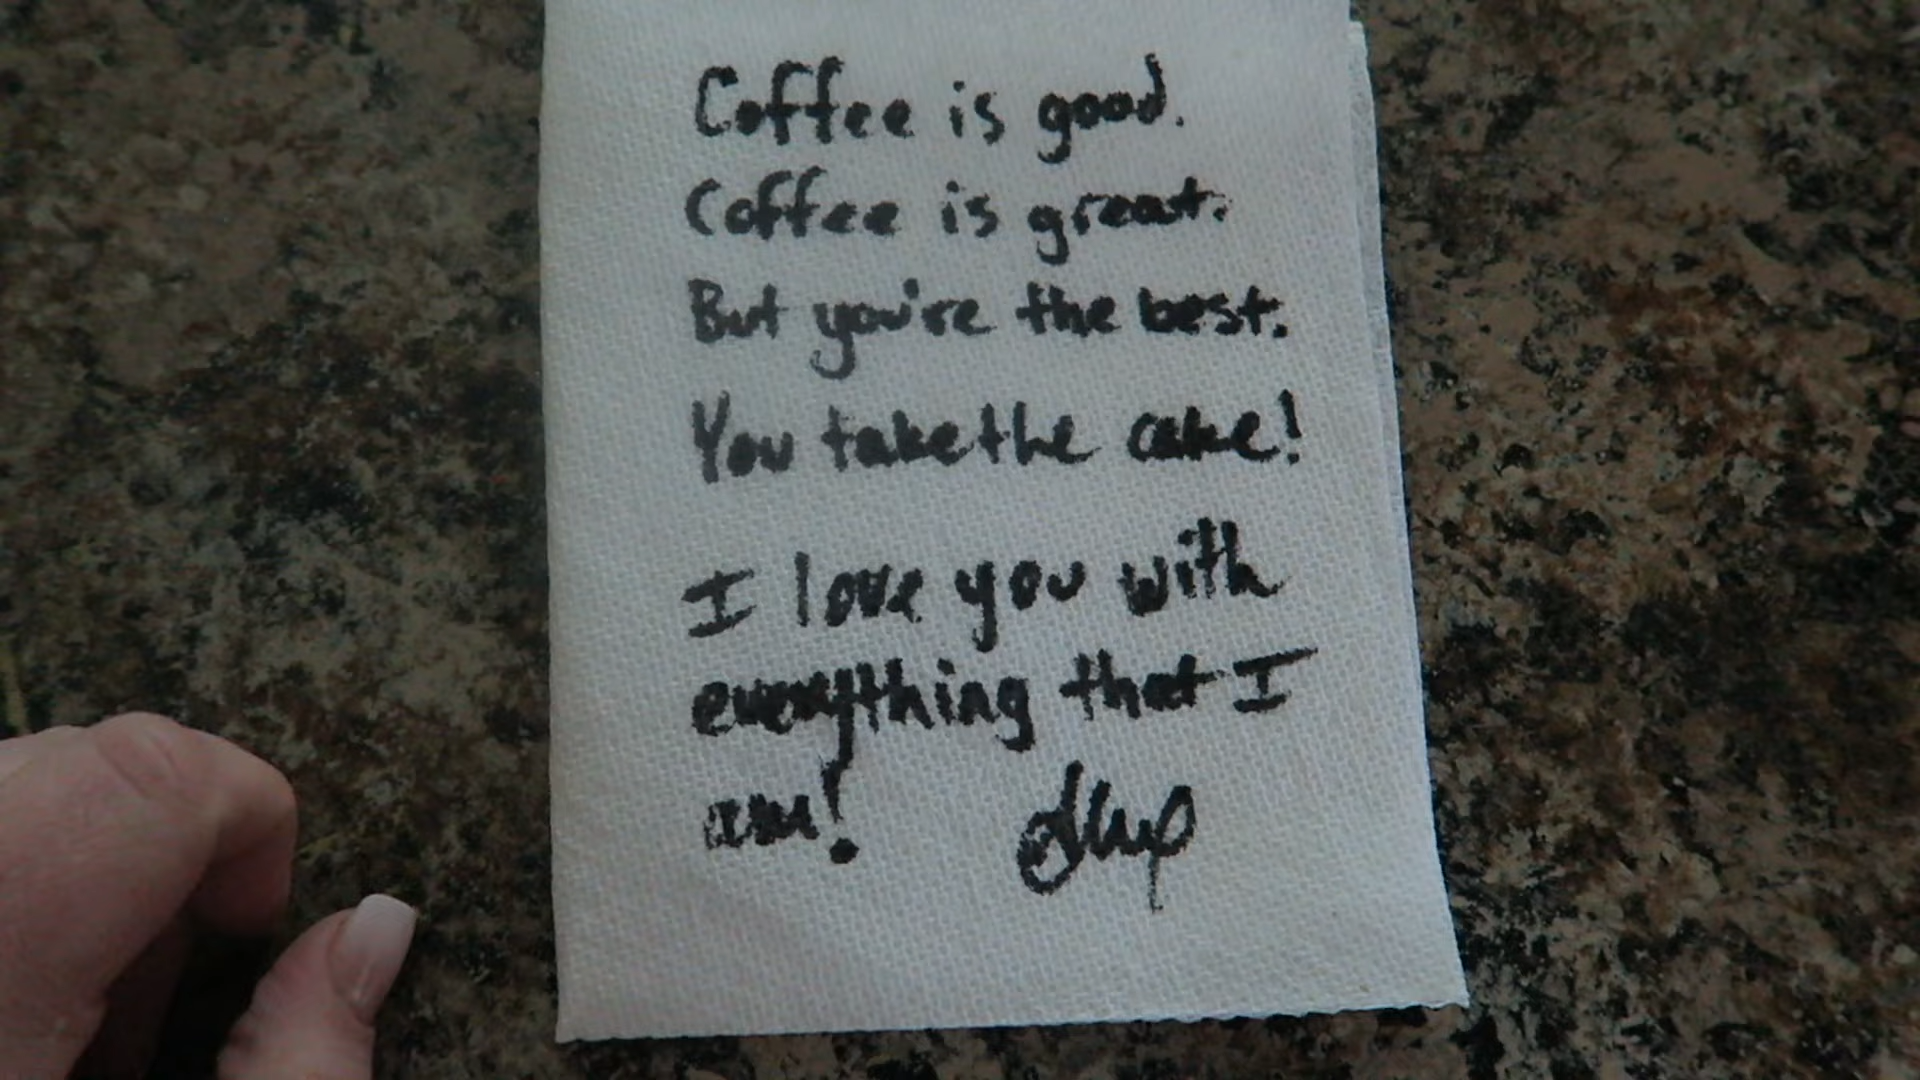 Coffee is good.
Coffee is great.
But you're the best.
You take the cake!
I love you with
everything that I
am!